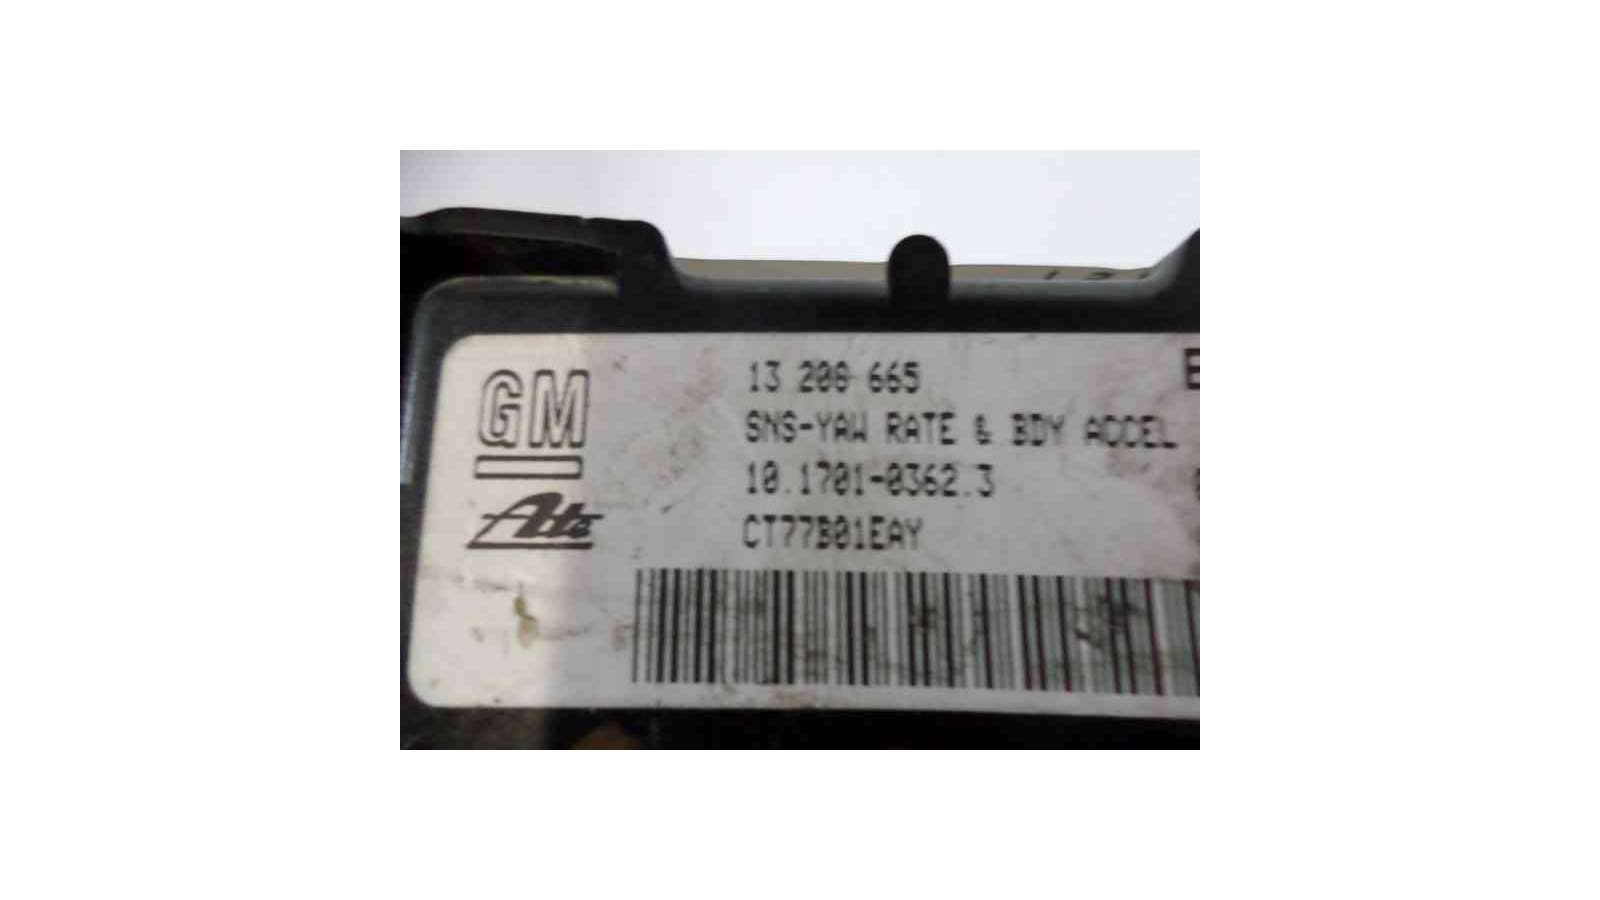 GM
Ate
13 208 665
SNS-YAW RATE & BDY ACCEL
10.1701-0362.3
CT77B01EAY